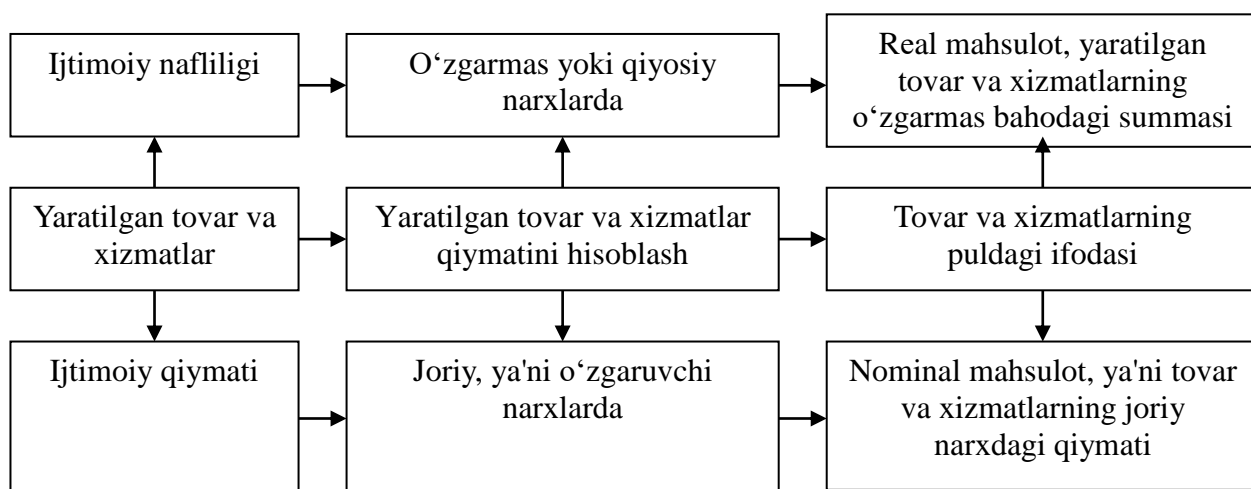 Ijtimoiy nafliligi
O‘zgarmas yoki qiyosiy
narxlarda
Real mahsulot, yaratilgan
tovar va xizmatlarning
o‘zgarmas bahodagi summasi
Yaratilgan tovar va
xizmatlar
Yaratilgan tovar va xizmatlar
qiymatini hisoblash
Tovar va xizmatlarning
puldagi ifodasi
Ijtimoiy qiymati
Joriy, ya'ni o‘zgaruvchi
narxlarda
Nominal mahsulot, ya'ni tovar
va xizmatlarning joriy
narxdagi qiymati